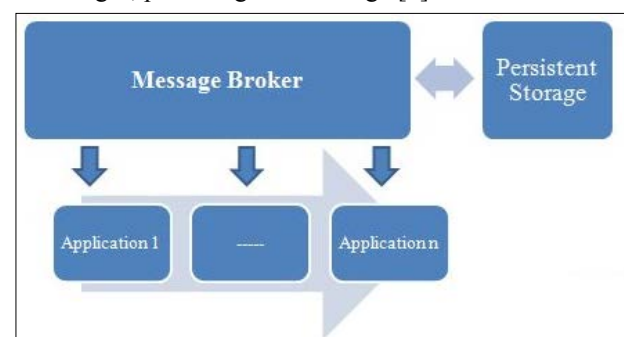 Message Broker
Persistent
Storage
Application 1
-----
Application n